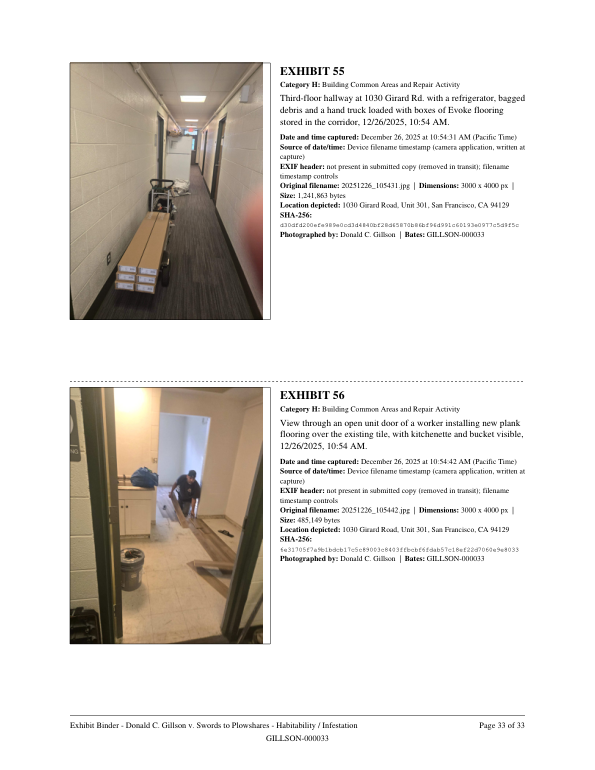 EXHIBIT 55
Category H: Building Common Areas and Repair Activity
Third-floor hallway at 1030 Girard Rd. with a refrigerator, bagged
debris and a hand truck loaded with boxes of Evoke flooring
stored in the corridor, 12/26/2025, 10:54 AM.
Date and time captured: December 26, 2025 at 10:54:31 AM (Pacific Time)
Source of date/time: Device filename timestamp (camera application, written at
capture)
EXIF header: not present in submitted copy (removed in transit); filename
timestamp controls
Original filename: 20251226_105431.jpg | Dimensions: 3000 x 4000 px |
Size: 1,241,863 bytes
Location depicted: 1030 Girard Road, Unit 301, San Francisco, CA 94129
SHA-256:
Photographed by: Donald C. Gillson | Bates: GILLSON-000033
EXHIBIT 56
Category H: Building Common Areas and Repair Activity
View through an open unit door of a worker installing new plank
flooring over the existing tile, with kitchenette and bucket visible,
12/26/2025, 10:54 AM.
Date and time captured: December 26, 2025 at 10:54:42 AM (Pacific Time)
Source of date/time: Device filename timestamp (camera application, written at
capture)
EXIF header: not present in submitted copy (removed in transit); filename
timestamp controls
Original filename: 20251226_105442.jpg | Dimensions: 3000 x 4000 px |
Size: 485,149 bytes
Location depicted: 1030 Girard Road, Unit 301, San Francisco, CA 94129
SHA-256:
Photographed by: Donald C. Gillson | Bates: GILLSON-000033
Exhibit Binder - Donald C. Gillson v. Swords to Plowshares - Habitability / Infestation
Page 33 of 33
GILLSON-000033